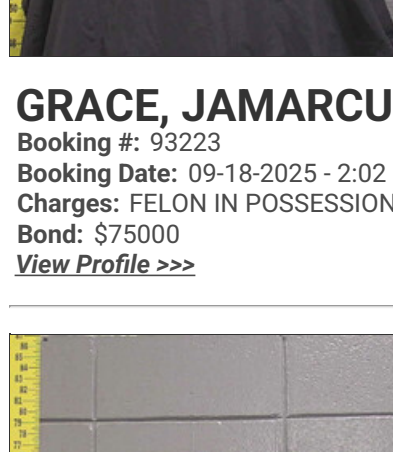 GRACE, JAMARCU
Booking #: 93223
Booking Date: 09-18-2025 - 2:02
Charges: FELON IN POSSESSION
Bond: $75000
View Profile >>>